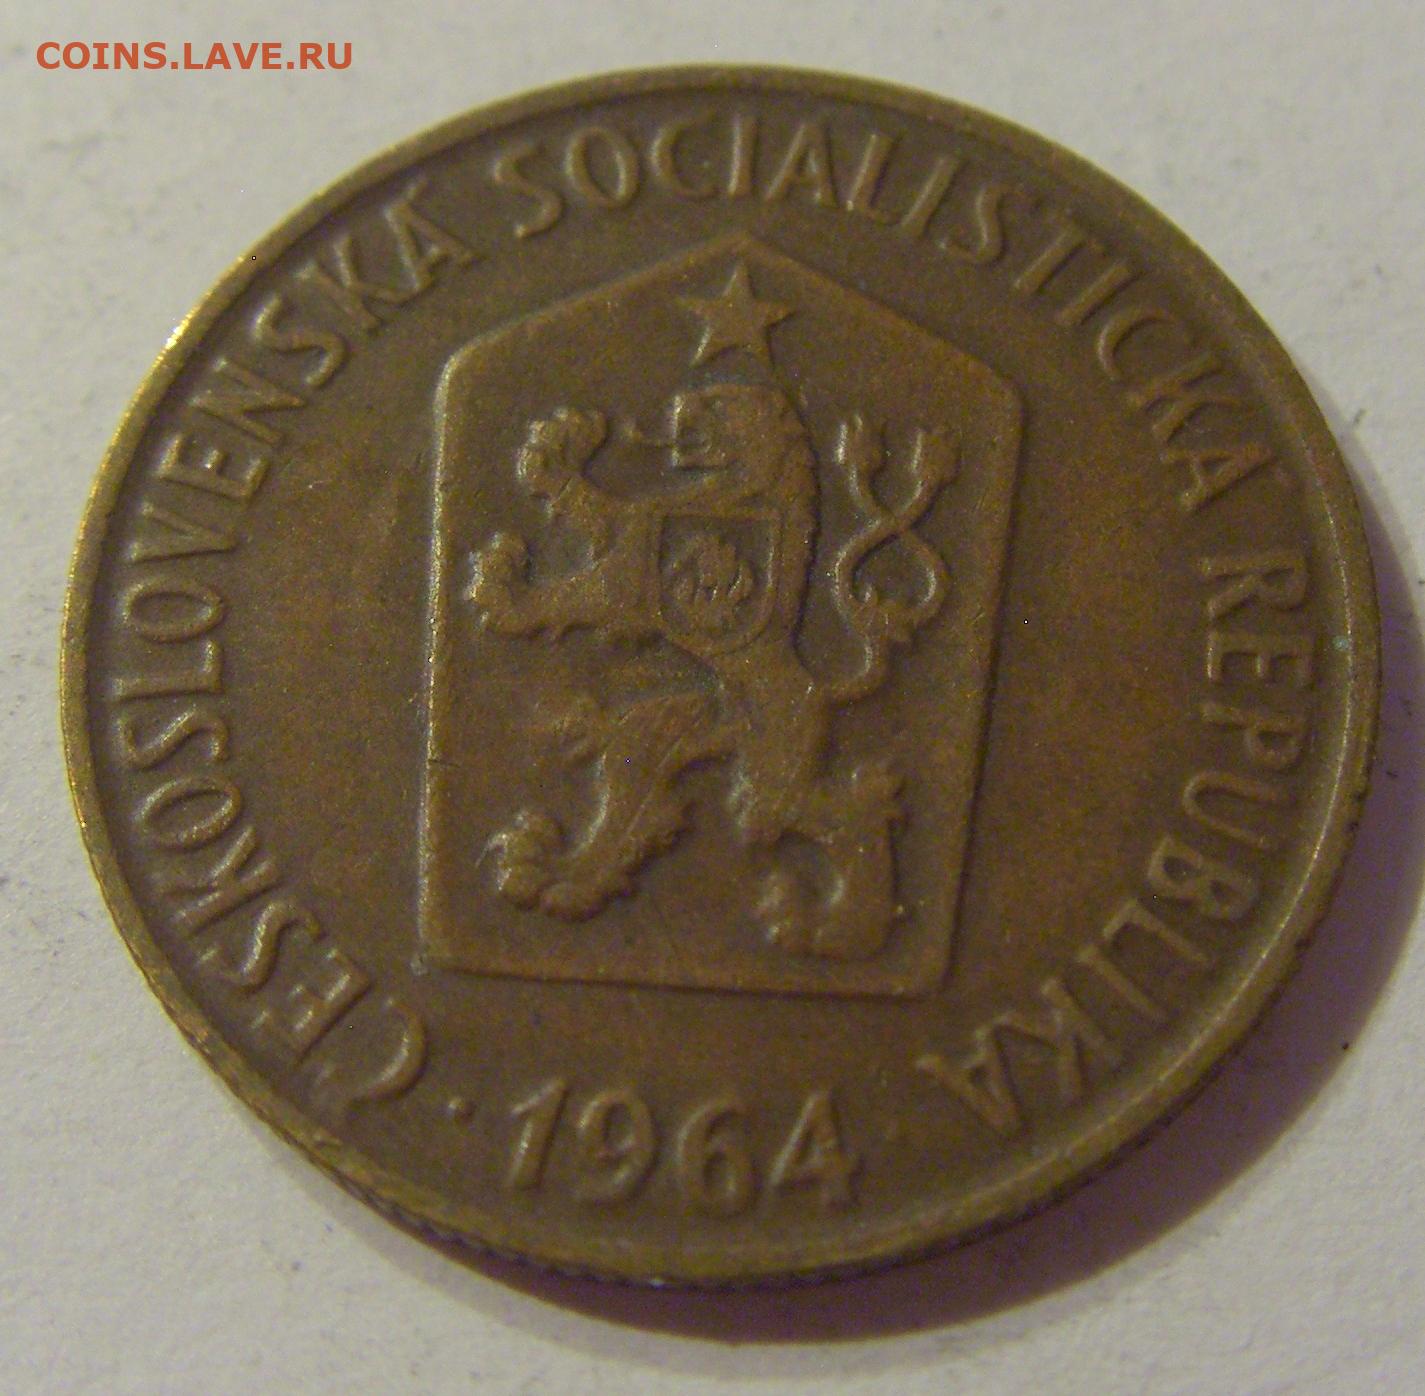 COINS.LAVE.RU
ČESKOSLOVENSKÁ SOCIALISTICKÁ REPUBLIKA
· 1964